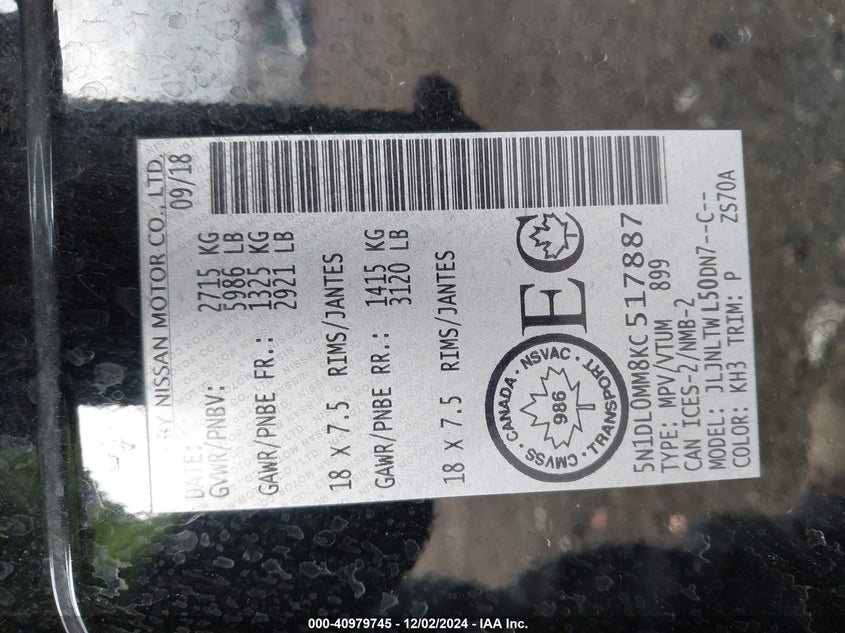 BY NISSAN MOTOR CO., LTD.
DATE: 09/18
GVWR/PNBV: 2715 KG
5986 LB
GAWR/PNBE FR.: 1325 KG
2921 LB
18 X 7.5 RIMS/JANTES
GAWR/PNBE RR.: 1415 KG
3120 LB
18 X 7.5 RIMS/JANTES
CANADA · NSVAC · TRANSPORT · CMVSS ·
986
EC
5N1DL0MM8KC517887
TYPE: MPV/VTUM 899
CAN ICES-2/NMB-2
MODEL: JLJNLTWL50DN7--C--
COLOR: KH3 TRIM: P ZS70A
000-40979745 - 12/02/2024 - IAA Inc.